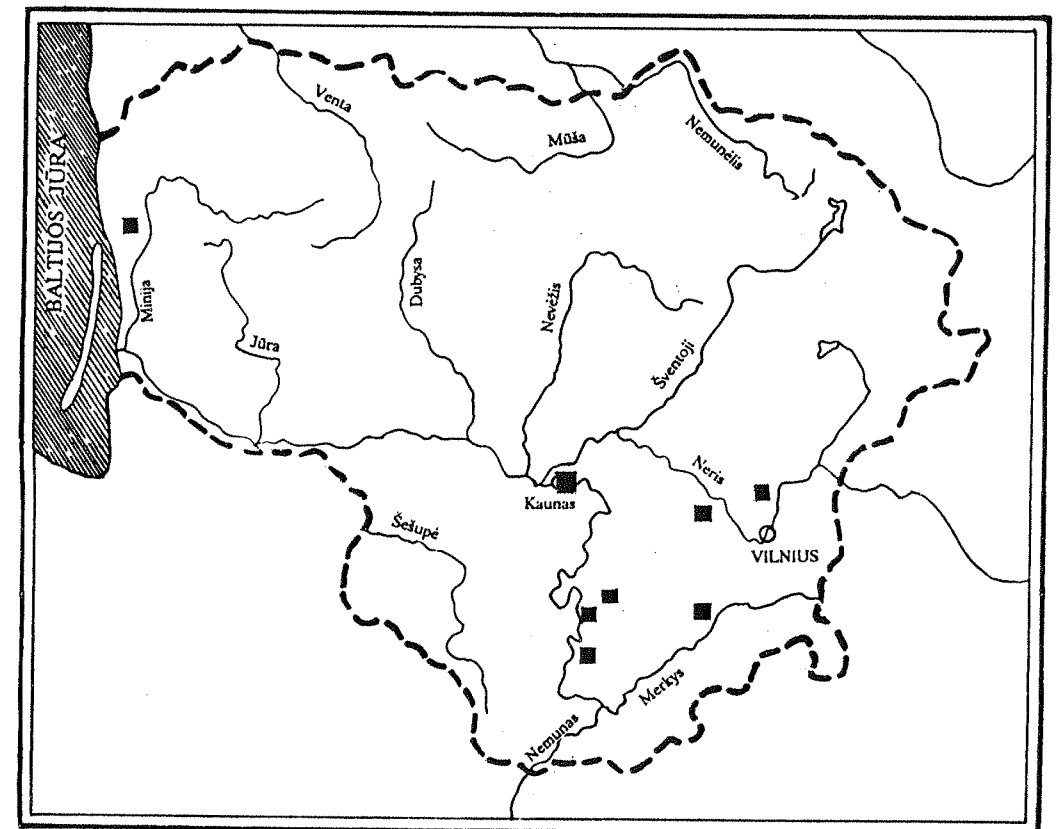 Venta
Mūša
Nemunėlis
BALTIJOS JŪRA
Minija
Jūra
Dubysa
Nevėžis
Šventoji
Neris
Kaunas
VILNIUS
Šešupė
Merkys
Nemunas